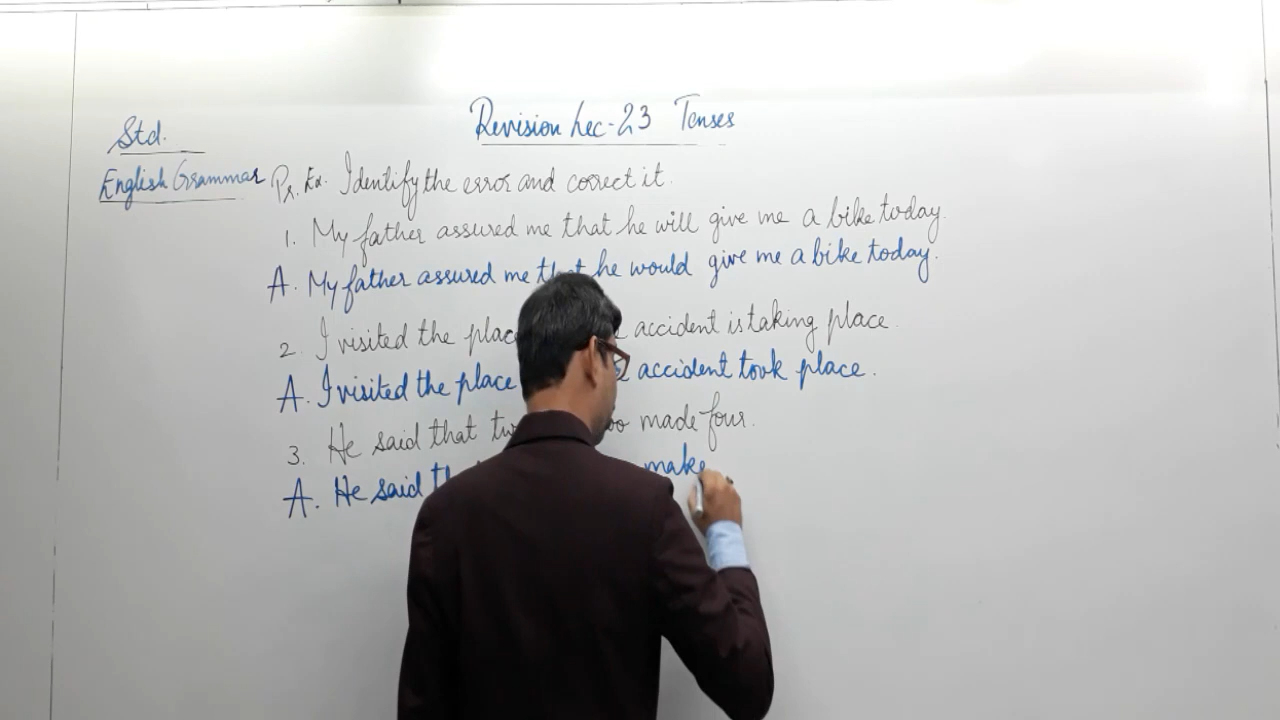 Revision Lec-23 Tenses
Std.
English Grammar
Pr. Ex. Identify the error and correct it.
1. My father assured me that he will give me a bike today.
A. My father assured me that he would give me a bike today.
2. I visited the place accident is taking place.
A. I visited the place accident took place.
3. He said that made four.
A. He said make